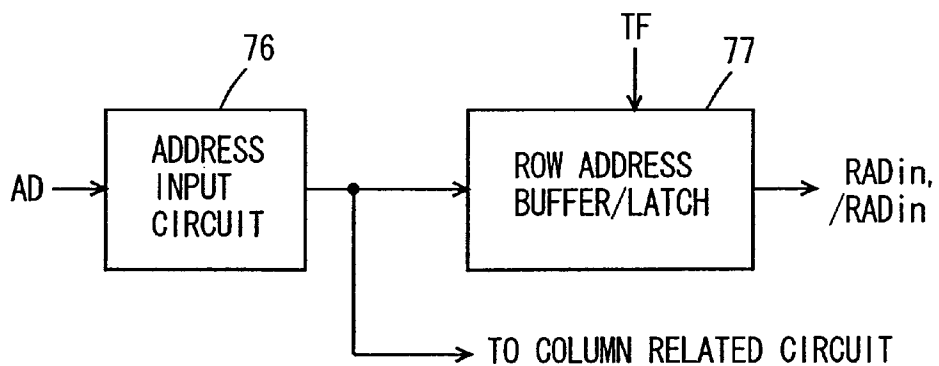 76
TF
77
AD
ADDRESS
INPUT
CIRCUIT
ROW ADDRESS
BUFFER/LATCH
RADin,
/RADin
TO COLUMN RELATED CIRCUIT